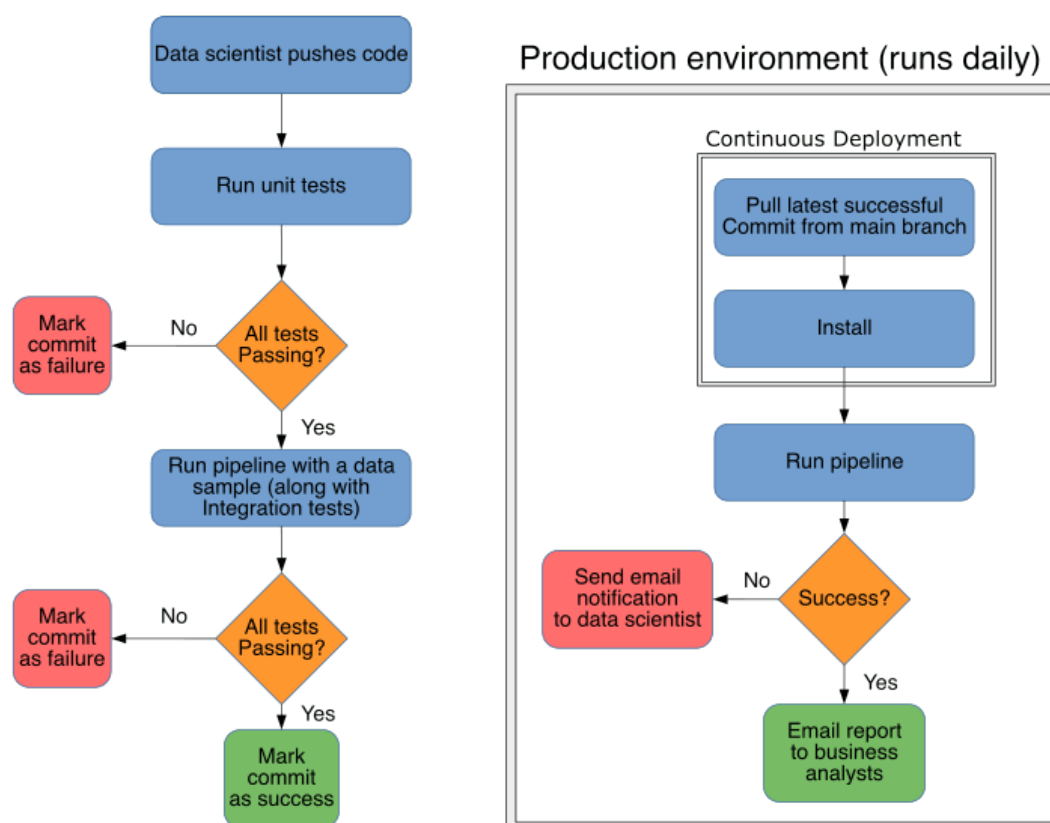 Data scientist pushes code
Run unit tests
All tests
Passing?
No
Mark
commit
as failure
Yes
Run pipeline with a data
sample (along with
Integration tests)
All tests
Passing?
No
Mark
commit
as failure
Yes
Mark
commit
as success
Production environment (runs daily)
Continuous Deployment
Pull latest successful
Commit from main branch
Install
Run pipeline
Success?
No
Send email
notification
to data scientist
Yes
Email report
to business
analysts